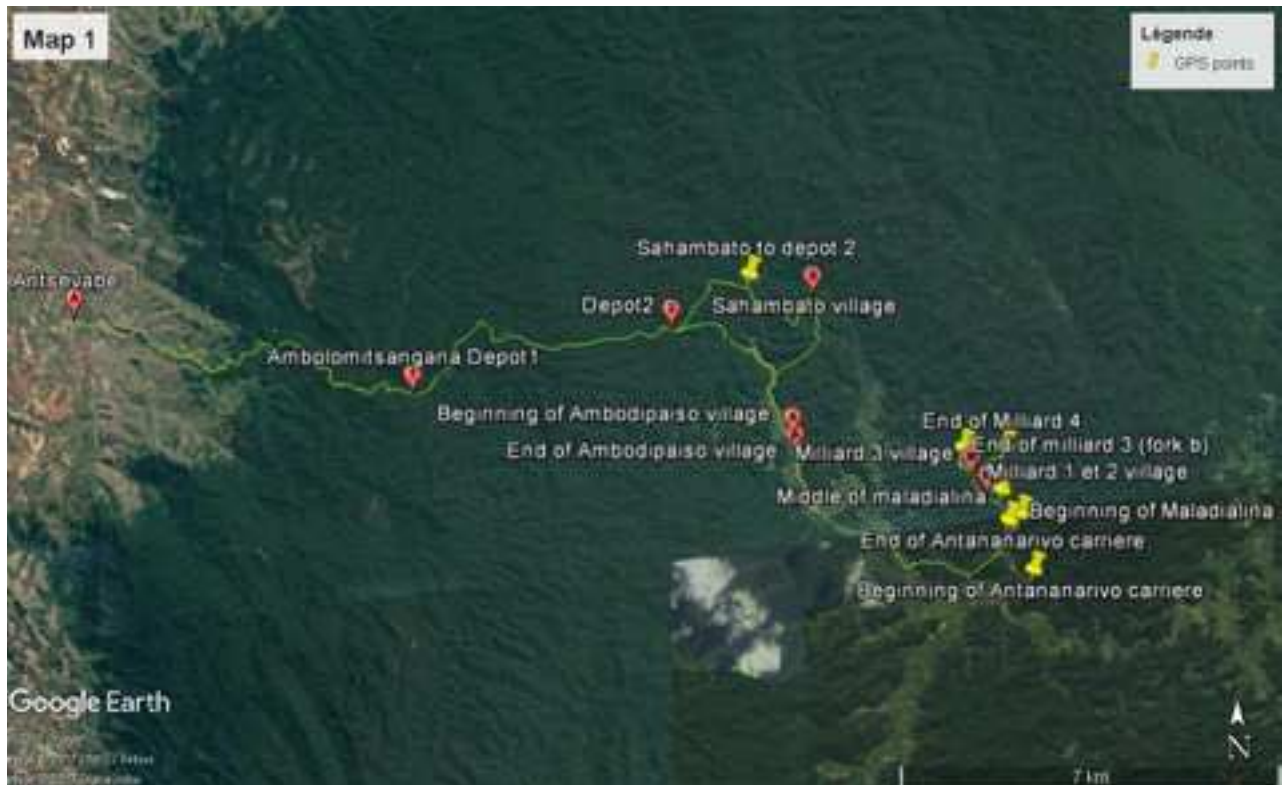 Map 1
Légende
GPS points
Sahambato to depot 2
Antsevabe
Depot2
Sahambato village
Ambolomitsangana Depot1
Beginning of Ambodipaiso village
End of Milliard 4
End of Ambodipaiso village
Milliard 3 village
End of milliard 3 (fork b)
Milliard 1 et 2 village
Middle of maladialina
Beginning of Maladialina
End of Antananarivo carriere
Beginning of Antananarivo carriere
Google Earth
N
7 km